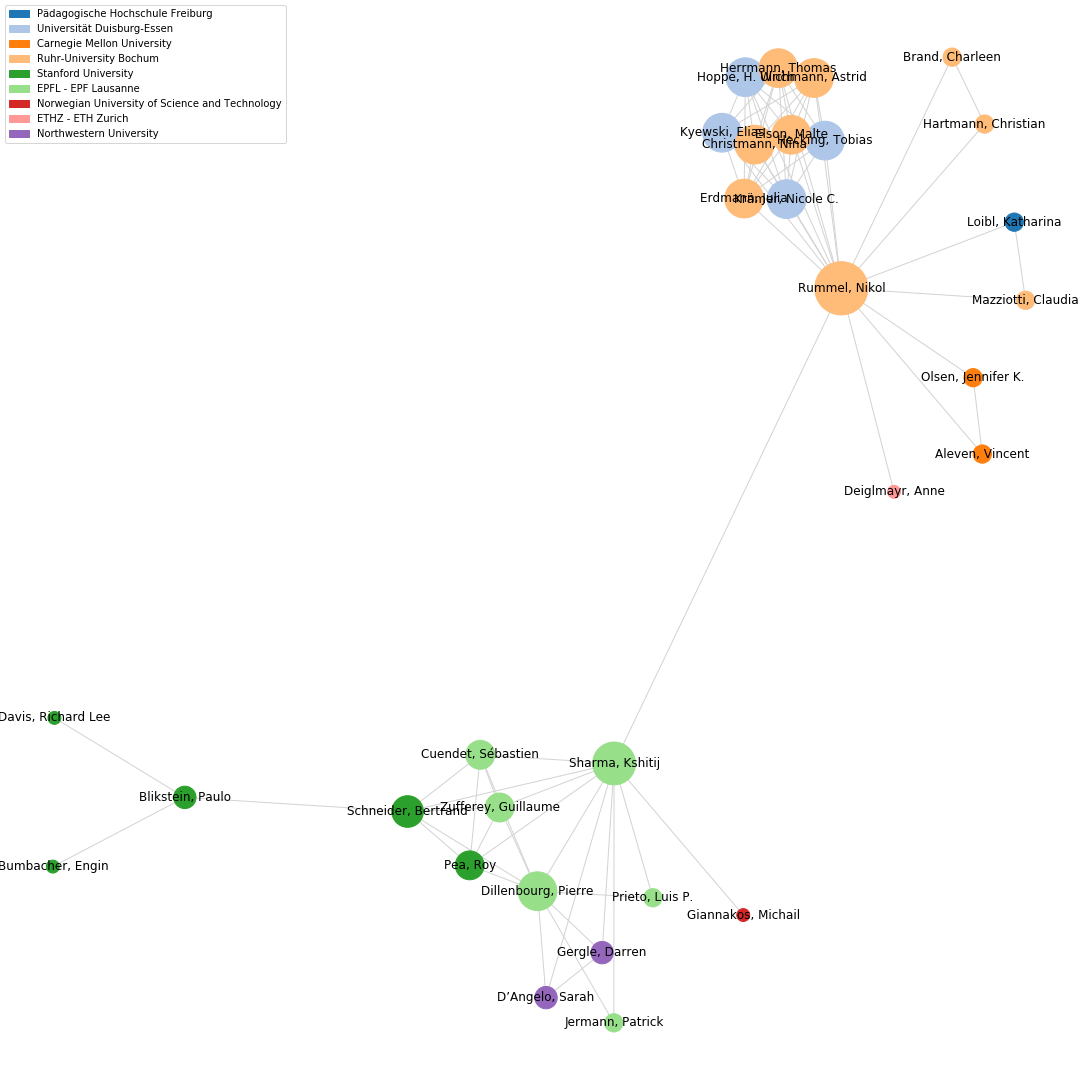 Pädagogische Hochschule Freiburg
Universität Duisburg-Essen
Carnegie Mellon University
Ruhr-University Bochum
Stanford University
EPFL - EPF Lausanne
Norwegian University of Science and Technology
ETHZ - ETH Zurich
Northwestern University
Brand, Charleen
Herrmann, Thomas
Hoppe, H. Ulrich
Wichmann, Astrid
Hartmann, Christian
Kyewski, Elias
Elson, Malte
Hecking, Tobias
Christmann, Nina
Erdmann, Julia
Krämer, Nicole C.
Loibl, Katharina
Rummel, Nikol
Mazziotti, Claudia
Olsen, Jennifer K.
Aleven, Vincent
Deiglmayr, Anne
Davis, Richard Lee
Cuendet, Sébastien
Sharma, Kshitij
Blikstein, Paulo
Schneider, Bertrand
Zufferey, Guillaume
Bumbacher, Engin
Pea, Roy
Dillenbourg, Pierre
Prieto, Luis P.
Giannakos, Michail
Gergle, Darren
D’Angelo, Sarah
Jermann, Patrick